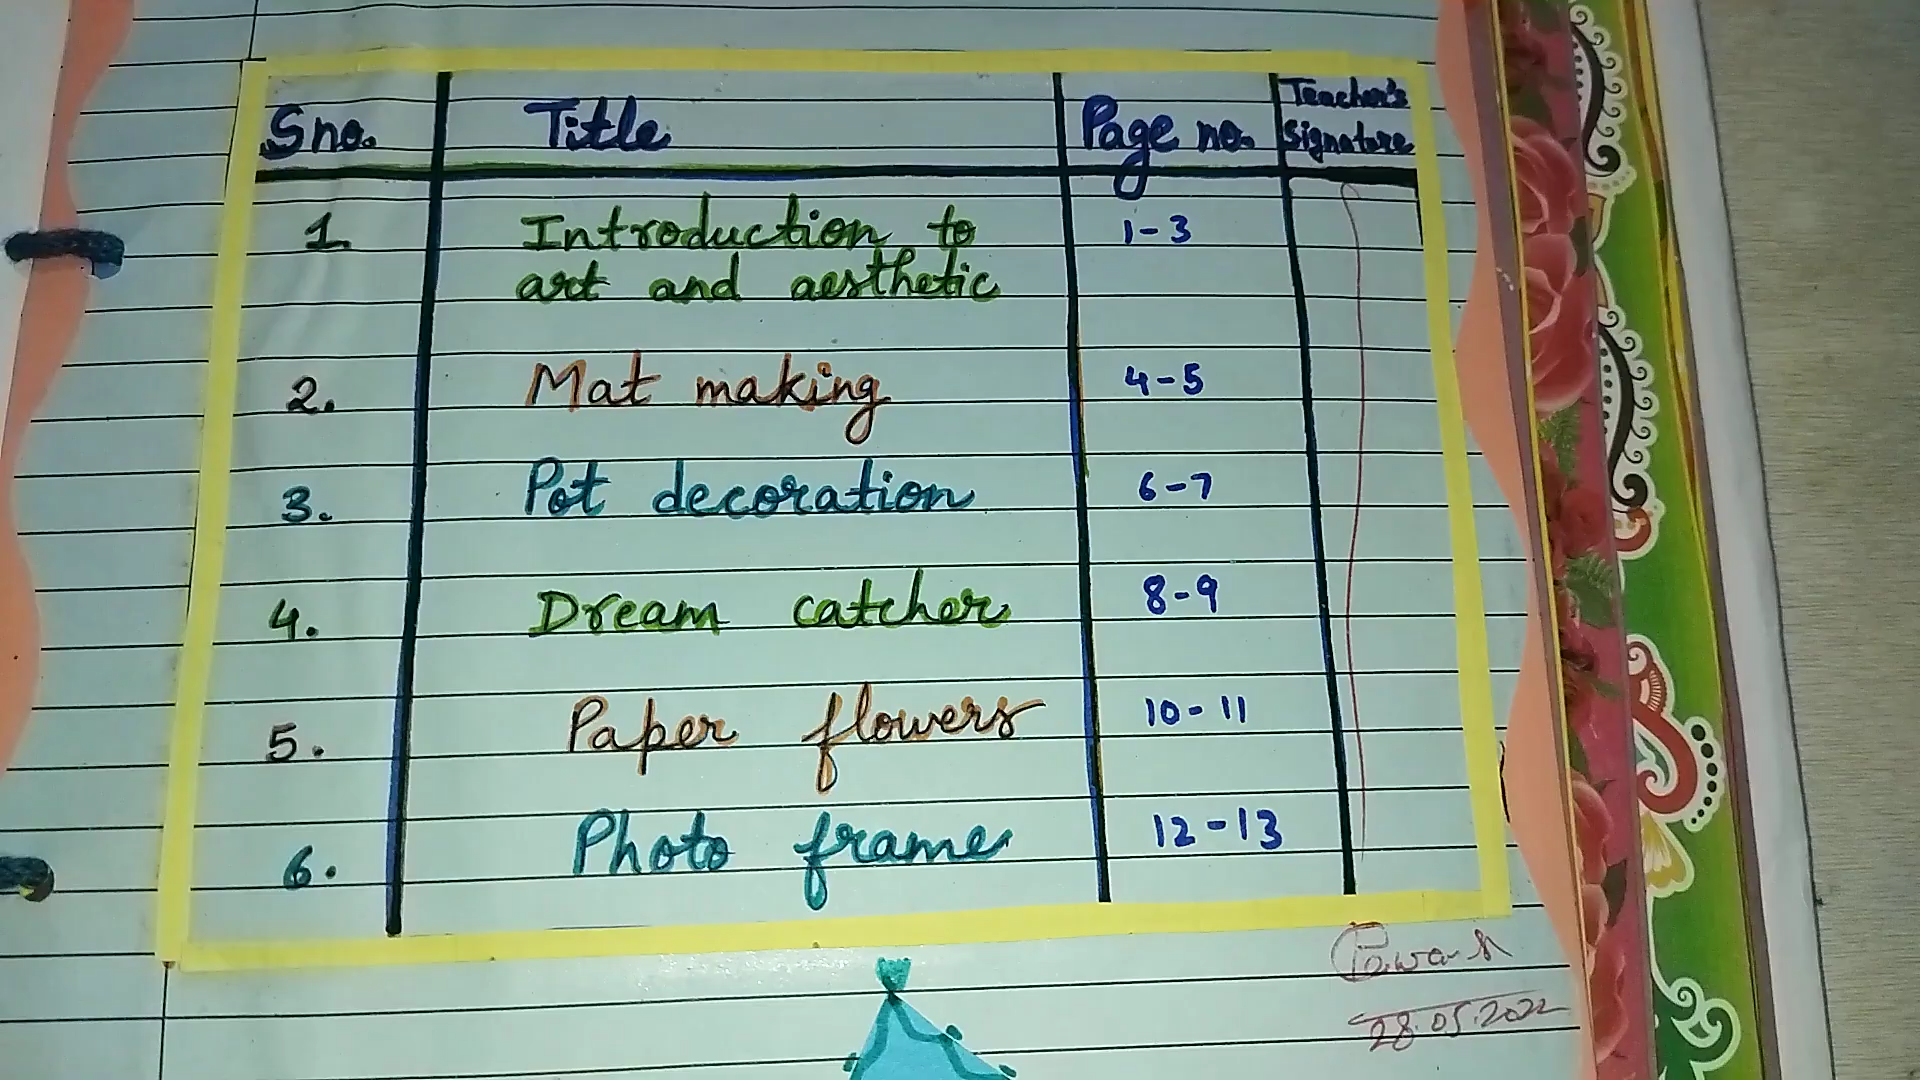 Sno. Title Page no. Teacher's Signature
1. Introduction to 1-3
art and aesthetic
2. Mat making 4-5
3. Pot decoration 6-7
4. Dream catcher 8-9
5. Paper flowers 10-11
6. Photo frame 12-13
28.05.2022